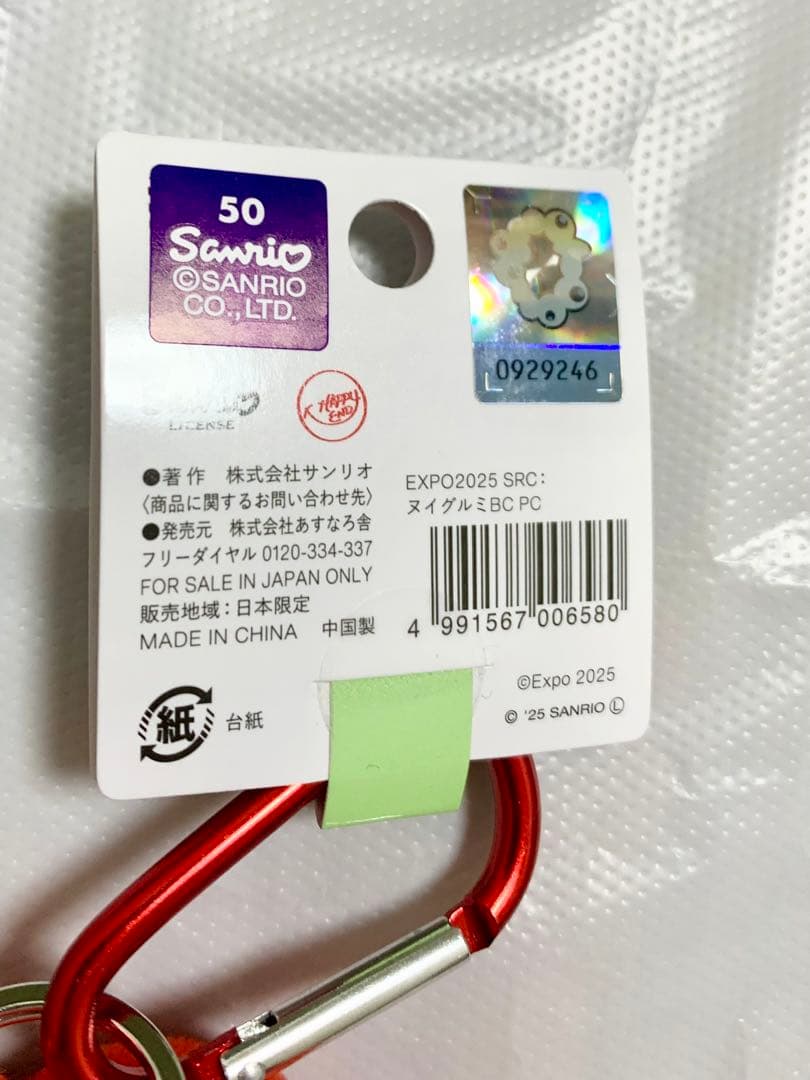 50
Sanrio
©SANRIO
CO.,LTD.
0929246
LICENSE
HAPPY
END
●著作 株式会社サンリオ
〈商品に関するお問い合わせ先〉
●発売元 株式会社あすなろ舎
フリーダイヤル 0120-334-337
FOR SALE IN JAPAN ONLY
販売地域：日本限定
MADE IN CHINA 中国製
EXPO2025 SRC：
ヌイグルミBC PC
4 991567 006580
紙 台紙
©Expo 2025
© '25 SANRIO Ⓛ